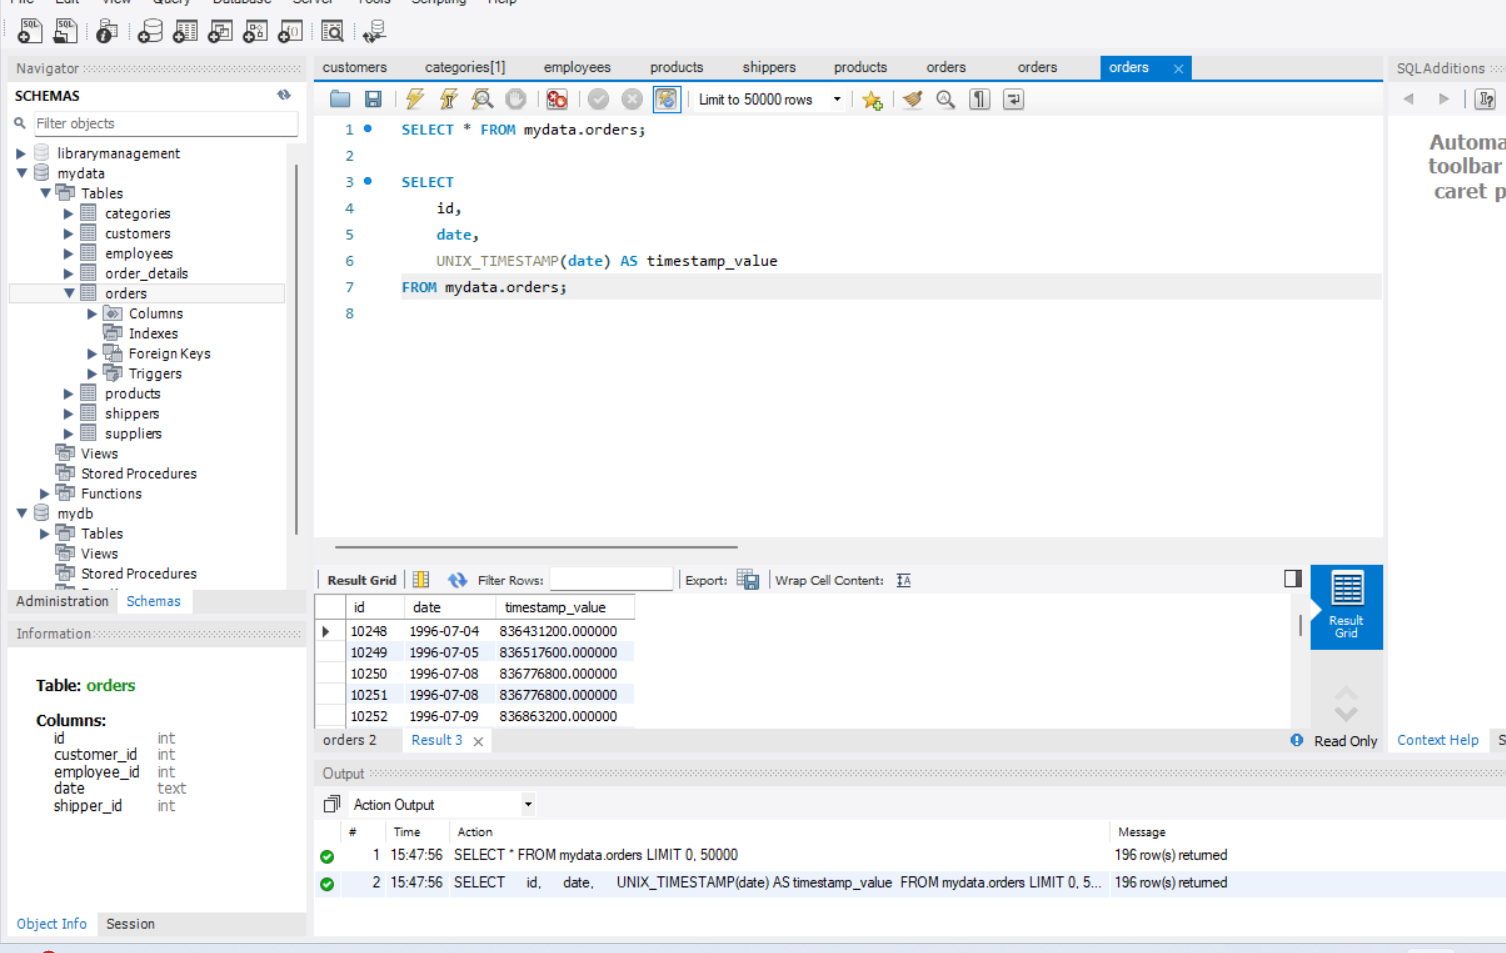 File Edit View Query Database Server Tools Scripting Help
Navigator
SCHEMAS
Filter objects
librarymanagement
mydata
Tables
categories
customers
employees
order_details
orders
Columns
Indexes
Foreign Keys
Triggers
products
shippers
suppliers
Views
Stored Procedures
Functions
mydb
Tables
Views
Stored Procedures
Administration Schemas
Information
Table: orders
Columns:
id int
customer_id int
employee_id int
date text
shipper_id int
Object Info Session
customers categories[1] employees products shippers products orders orders orders
Limit to 50000 rows
1 SELECT * FROM mydata.orders;
2
3 SELECT
4 id,
5 date,
6 UNIX_TIMESTAMP(date) AS timestamp_value
7 FROM mydata.orders;
8
Result Grid Filter Rows: Export: Wrap Cell Content:
id date timestamp_value
10248 1996-07-04 836431200.000000
10249 1996-07-05 836517600.000000
10250 1996-07-08 836776800.000000
10251 1996-07-08 836776800.000000
10252 1996-07-09 836863200.000000
Result
Grid
orders 2 Result 3 Read Only
Output
Action Output
# Time Action Message
1 15:47:56 SELECT * FROM mydata.orders LIMIT 0, 50000 196 row(s) returned
2 15:47:56 SELECT id, date, UNIX_TIMESTAMP(date) AS timestamp_value FROM mydata.orders LIMIT 0, 5... 196 row(s) returned
SQLAdditions
Automa
toolbar
caret p
Context Help S